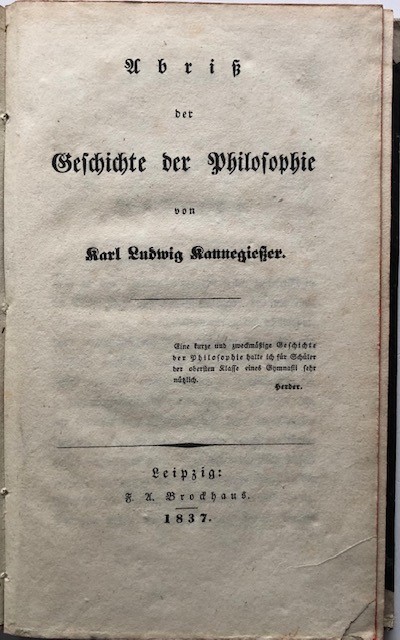 Abriß
der
Geschichte der Philosophie
von
Karl Ludwig Kannegießer.
Eine kurze und zweckmäßige Geschichte
der Philosophie halte ich für Schüler
der obersten Klasse eines Gymnasii sehr
nützlich.
Herder.
Leipzig:
F. A. Brockhaus.
1837.